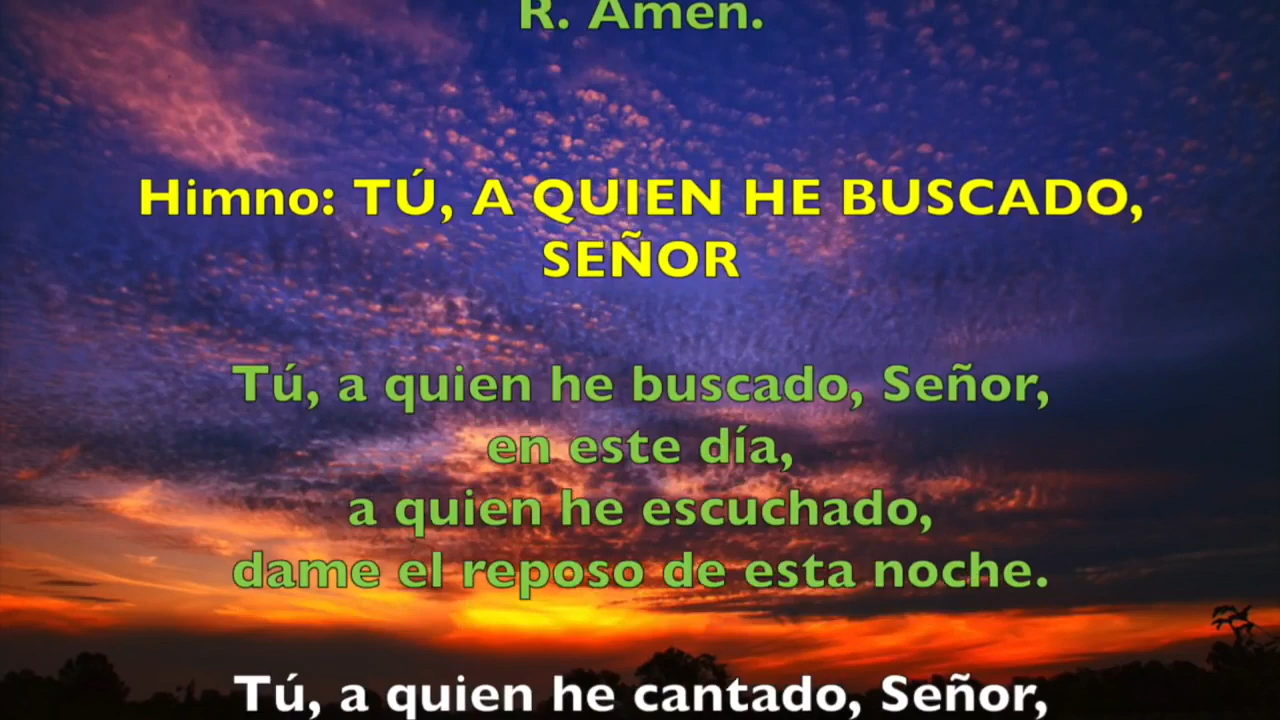 R. Amén.
Himno: TÚ, A QUIEN HE BUSCADO,
SEÑOR
Tú, a quien he buscado, Señor,
en este día,
a quien he escuchado,
dame el reposo de esta noche.
Tú, a quien he cantado, Señor,